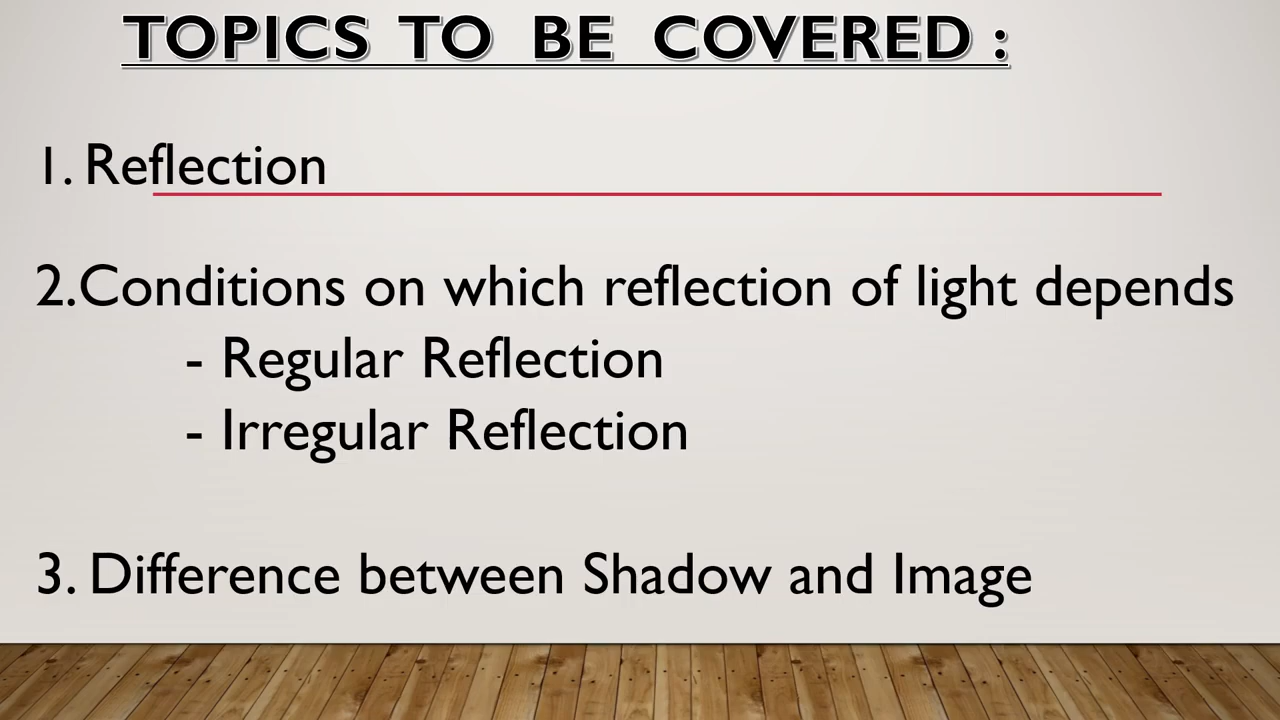 TOPICS TO BE COVERED :
1. Reflection
2.Conditions on which reflection of light depends
- Regular Reflection
- Irregular Reflection
3. Difference between Shadow and Image